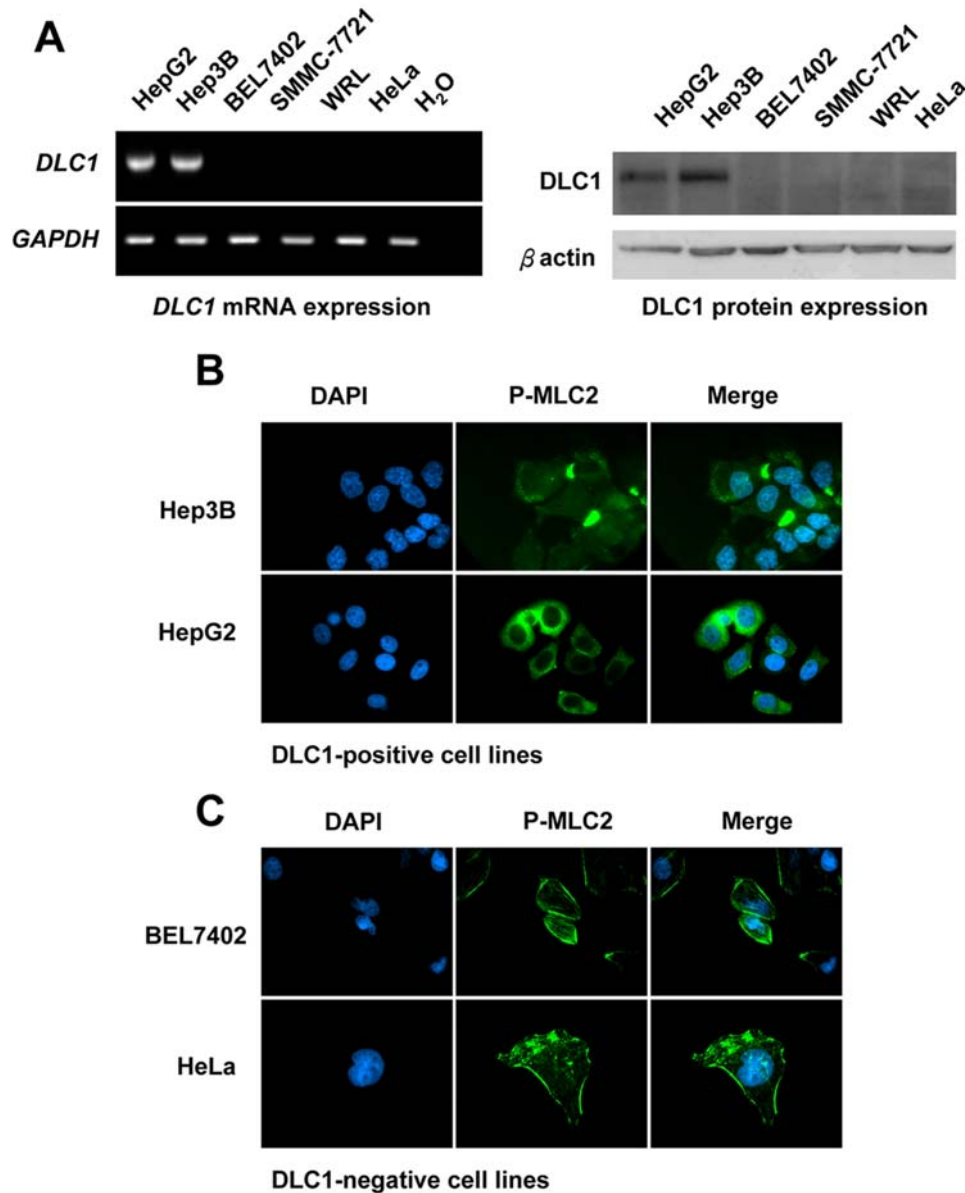 A
HepG2 Hep3B BEL7402 SMMC-7721 WRL HeLa H₂O
DLC1
GAPDH
DLC1 mRNA expression
HepG2 Hep3B BEL7402 SMMC-7721 WRL HeLa
DLC1
β actin
DLC1 protein expression
B
DAPI P-MLC2 Merge
Hep3B
HepG2
DLC1-positive cell lines
C
DAPI P-MLC2 Merge
BEL7402
HeLa
DLC1-negative cell lines